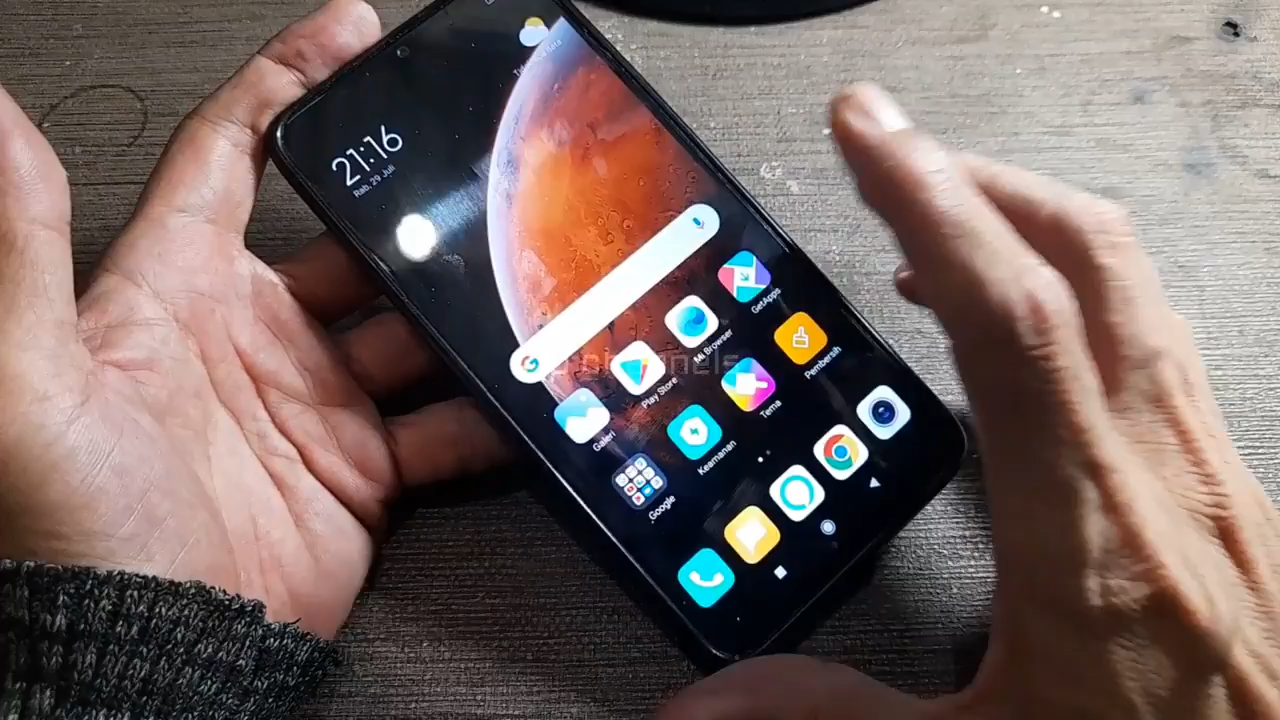 21:16
Rab, 29 Juli
GetApps
Mi Browser
Play Store
Galeri
Pembersih
Tema
Keamanan
Google